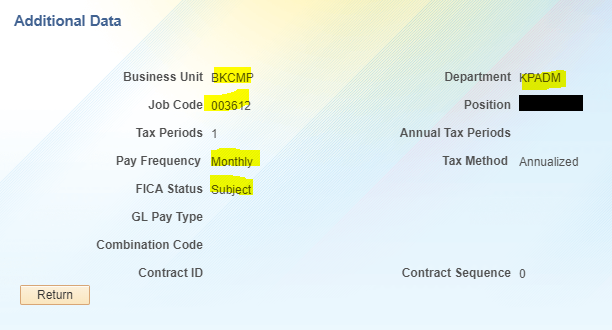 Additional Data
Business Unit BKCMP Department KPADM
Job Code 003612 Position
Tax Periods 1 Annual Tax Periods
Pay Frequency Monthly Tax Method Annualized
FICA Status Subject
GL Pay Type
Combination Code
Contract ID Contract Sequence 0
Return